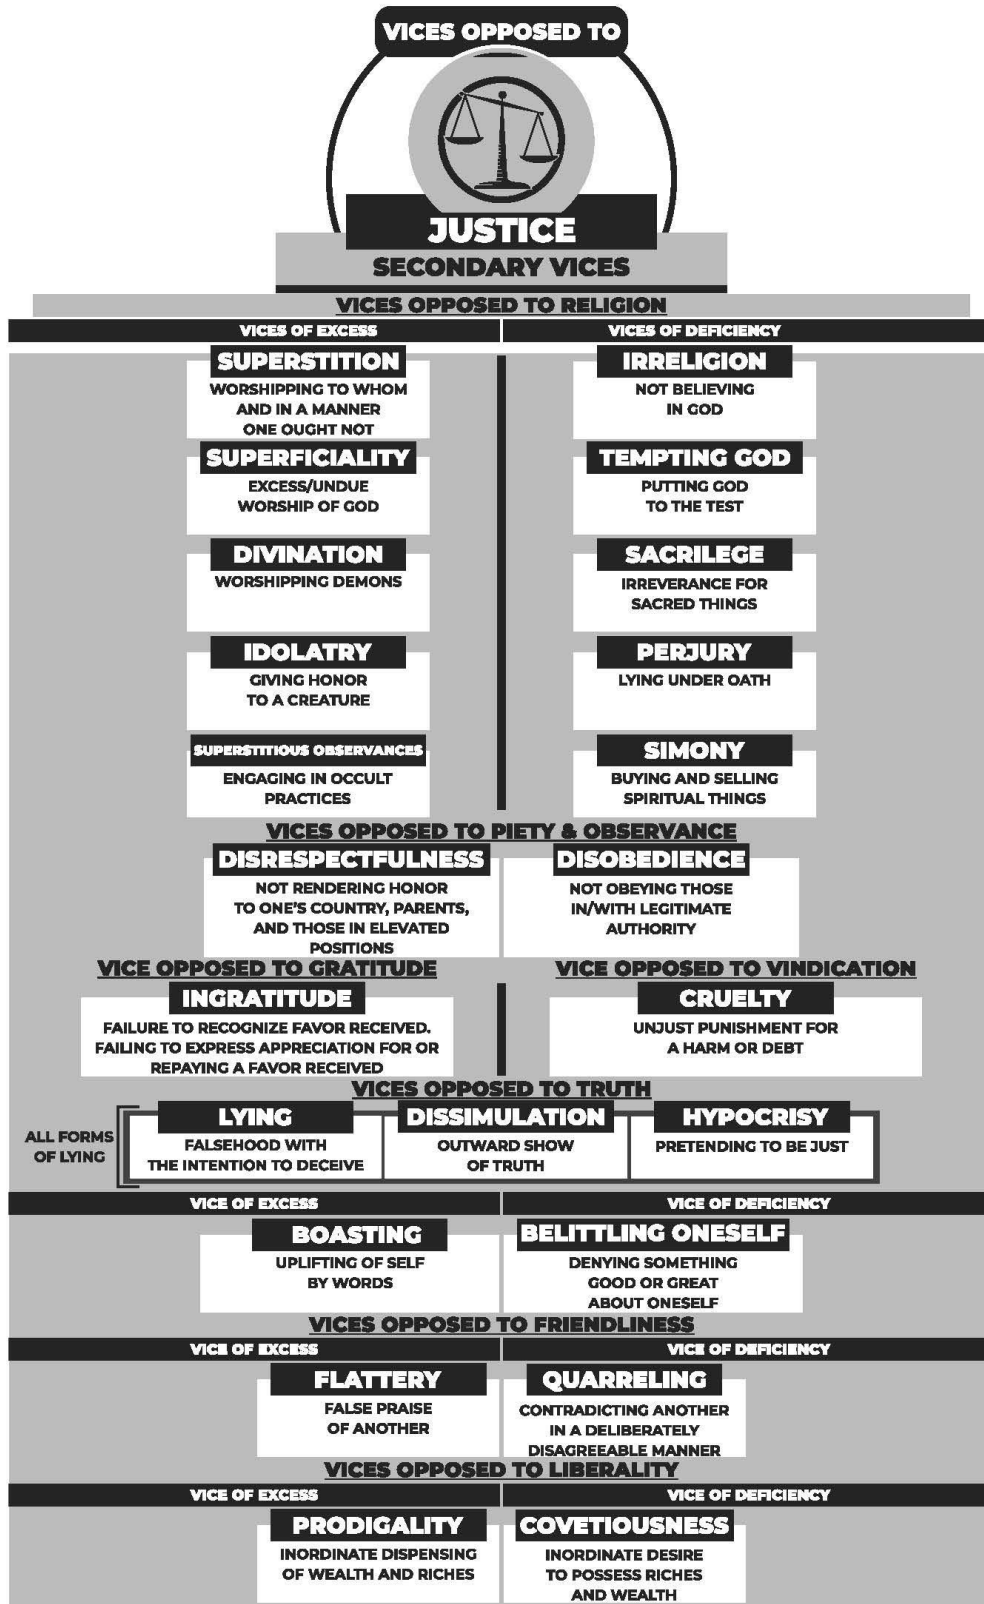 VICES OPPOSED TO
JUSTICE
SECONDARY VICES
VICES OPPOSED TO RELIGION
VICES OF EXCESS
VICES OF DEFICIENCY
SUPERSTITION
WORSHIPPING TO WHOM
AND IN A MANNER
ONE OUGHT NOT
IRRELIGION
NOT BELIEVING
IN GOD
SUPERFICIALITY
EXCESS/UNDUE
WORSHIP OF GOD
TEMPTING GOD
PUTTING GOD
TO THE TEST
DIVINATION
WORSHIPPING DEMONS
SACRILEGE
IRREVERANCE FOR
SACRED THINGS
IDOLATRY
GIVING HONOR
TO A CREATURE
PERJURY
LYING UNDER OATH
SUPERSTITIOUS OBSERVANCES
ENGAGING IN OCCULT
PRACTICES
SIMONY
BUYING AND SELLING
SPIRITUAL THINGS
VICES OPPOSED TO PIETY & OBSERVANCE
DISRESPECTFULNESS
NOT RENDERING HONOR
TO ONE'S COUNTRY, PARENTS,
AND THOSE IN ELEVATED
POSITIONS
DISOBEDIENCE
NOT OBEYING THOSE
IN/WITH LEGITIMATE
AUTHORITY
VICE OPPOSED TO GRATITUDE
INGRATITUDE
FAILURE TO RECOGNIZE FAVOR RECEIVED.
FAILING TO EXPRESS APPRECIATION FOR OR
REPAYING A FAVOR RECEIVED
VICE OPPOSED TO VINDICATION
CRUELTY
UNJUST PUNISHMENT FOR
A HARM OR DEBT
VICES OPPOSED TO TRUTH
ALL FORMS
OF LYING
LYING
FALSEHOOD WITH
THE INTENTION TO DECEIVE
DISSIMULATION
OUTWARD SHOW
OF TRUTH
HYPOCRISY
PRETENDING TO BE JUST
VICE OF EXCESS
VICE OF DEFICIENCY
BOASTING
UPLIFTING OF SELF
BY WORDS
BELITTLING ONESELF
DENYING SOMETHING
GOOD OR GREAT
ABOUT ONESELF
VICES OPPOSED TO FRIENDLINESS
VICE OF EXCESS
VICE OF DEFICIENCY
FLATTERY
FALSE PRAISE
OF ANOTHER
QUARRELING
CONTRADICTING ANOTHER
IN A DELIBERATELY
DISAGREEABLE MANNER
VICES OPPOSED TO LIBERALITY
VICE OF EXCESS
VICE OF DEFICIENCY
PRODIGALITY
INORDINATE DISPENSING
OF WEALTH AND RICHES
COVETIOUSNESS
INORDINATE DESIRE
TO POSSESS RICHES
AND WEALTH